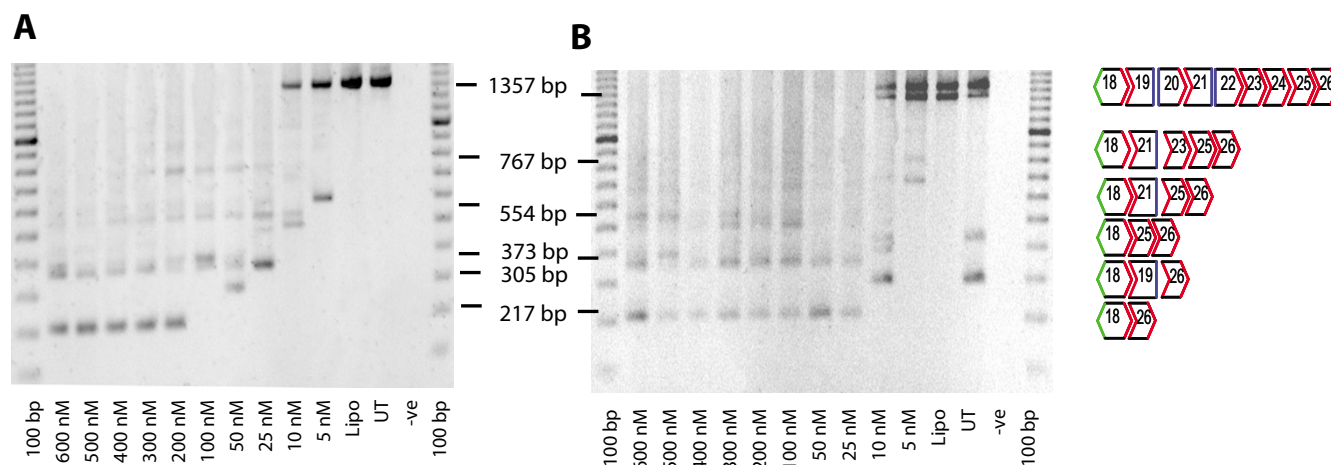 A
B
1357 bp
767 bp
554 bp
373 bp
305 bp
217 bp
100 bp
600 nM
500 nM
400 nM
300 nM
200 nM
100 nM
50 nM
25 nM
10 nM
5 nM
Lipo
UT
-ve
100 bp
100 bp
600 nM
500 nM
400 nM
300 nM
200 nM
100 nM
50 nM
25 nM
10 nM
5 nM
Lipo
UT
-ve
100 bp
18 19 20 21 22 23 24 25 26
18 21 23 25 26
18 21 25 26
18 25 26
18 19 26
18 26